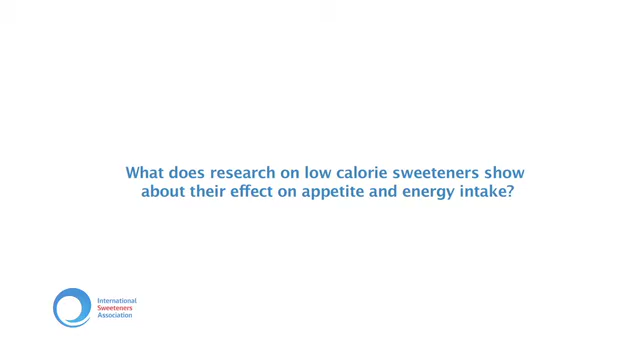 What does research on low calorie sweeteners show
about their effect on appetite and energy intake?
International
Sweeteners
Association